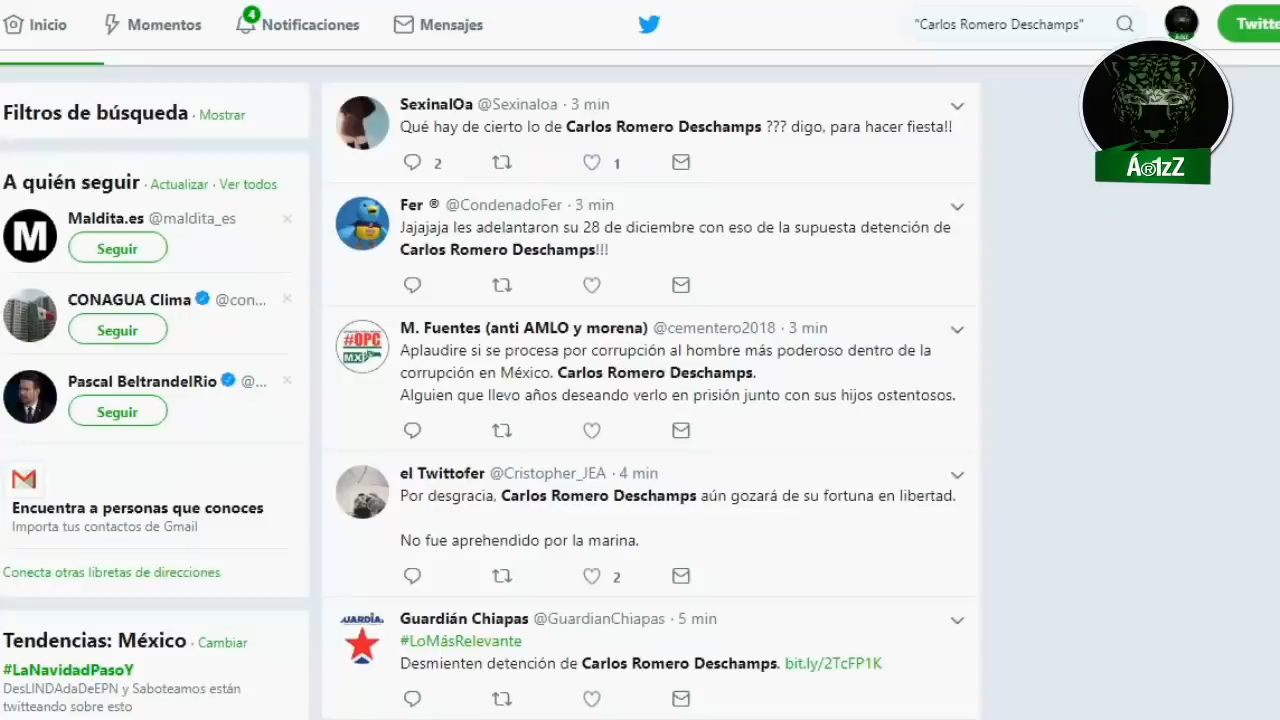 Inicio
Momentos
4
Notificaciones
Mensajes
"Carlos Romero Deschamps"
Á®1zZ
Filtros de búsqueda · Mostrar
A quién seguir · Actualizar · Ver todos
Maldita.es @maldita_es
Seguir
CONAGUA Clima @con...
Seguir
Pascal BeltrandelRio @...
Seguir
Encuentra a personas que conoces
Importa tus contactos de Gmail
Conecta otras libretas de direcciones
Tendencias: México · Cambiar
#LaNavidadPasoY
DesLINDAdaDeEPN y Saboteamos están
twitteando sobre esto
SexinalOa @Sexinaloa · 3 min
Qué hay de cierto lo de Carlos Romero Deschamps ??? digo, para hacer fiesta!!
2
1
Fer ® @CondenadoFer · 3 min
Jajajaja les adelantaron su 28 de diciembre con eso de la supuesta detención de
Carlos Romero Deschamps!!!
#OPC
MX
M. Fuentes (anti AMLO y morena) @cementero2018 · 3 min
Aplaudire si se procesa por corrupción al hombre más poderoso dentro de la
corrupción en México. Carlos Romero Deschamps.
Alguien que llevo años deseando verlo en prisión junto con sus hijos ostentosos.
el Twittofer @Cristopher_JEA · 4 min
Por desgracia, Carlos Romero Deschamps aún gozará de su fortuna en libertad.
No fue aprehendido por la marina.
2
Guardián Chiapas @GuardianChiapas · 5 min
#LoMásRelevante
Desmienten detención de Carlos Romero Deschamps. bit.ly/2TcFP1K